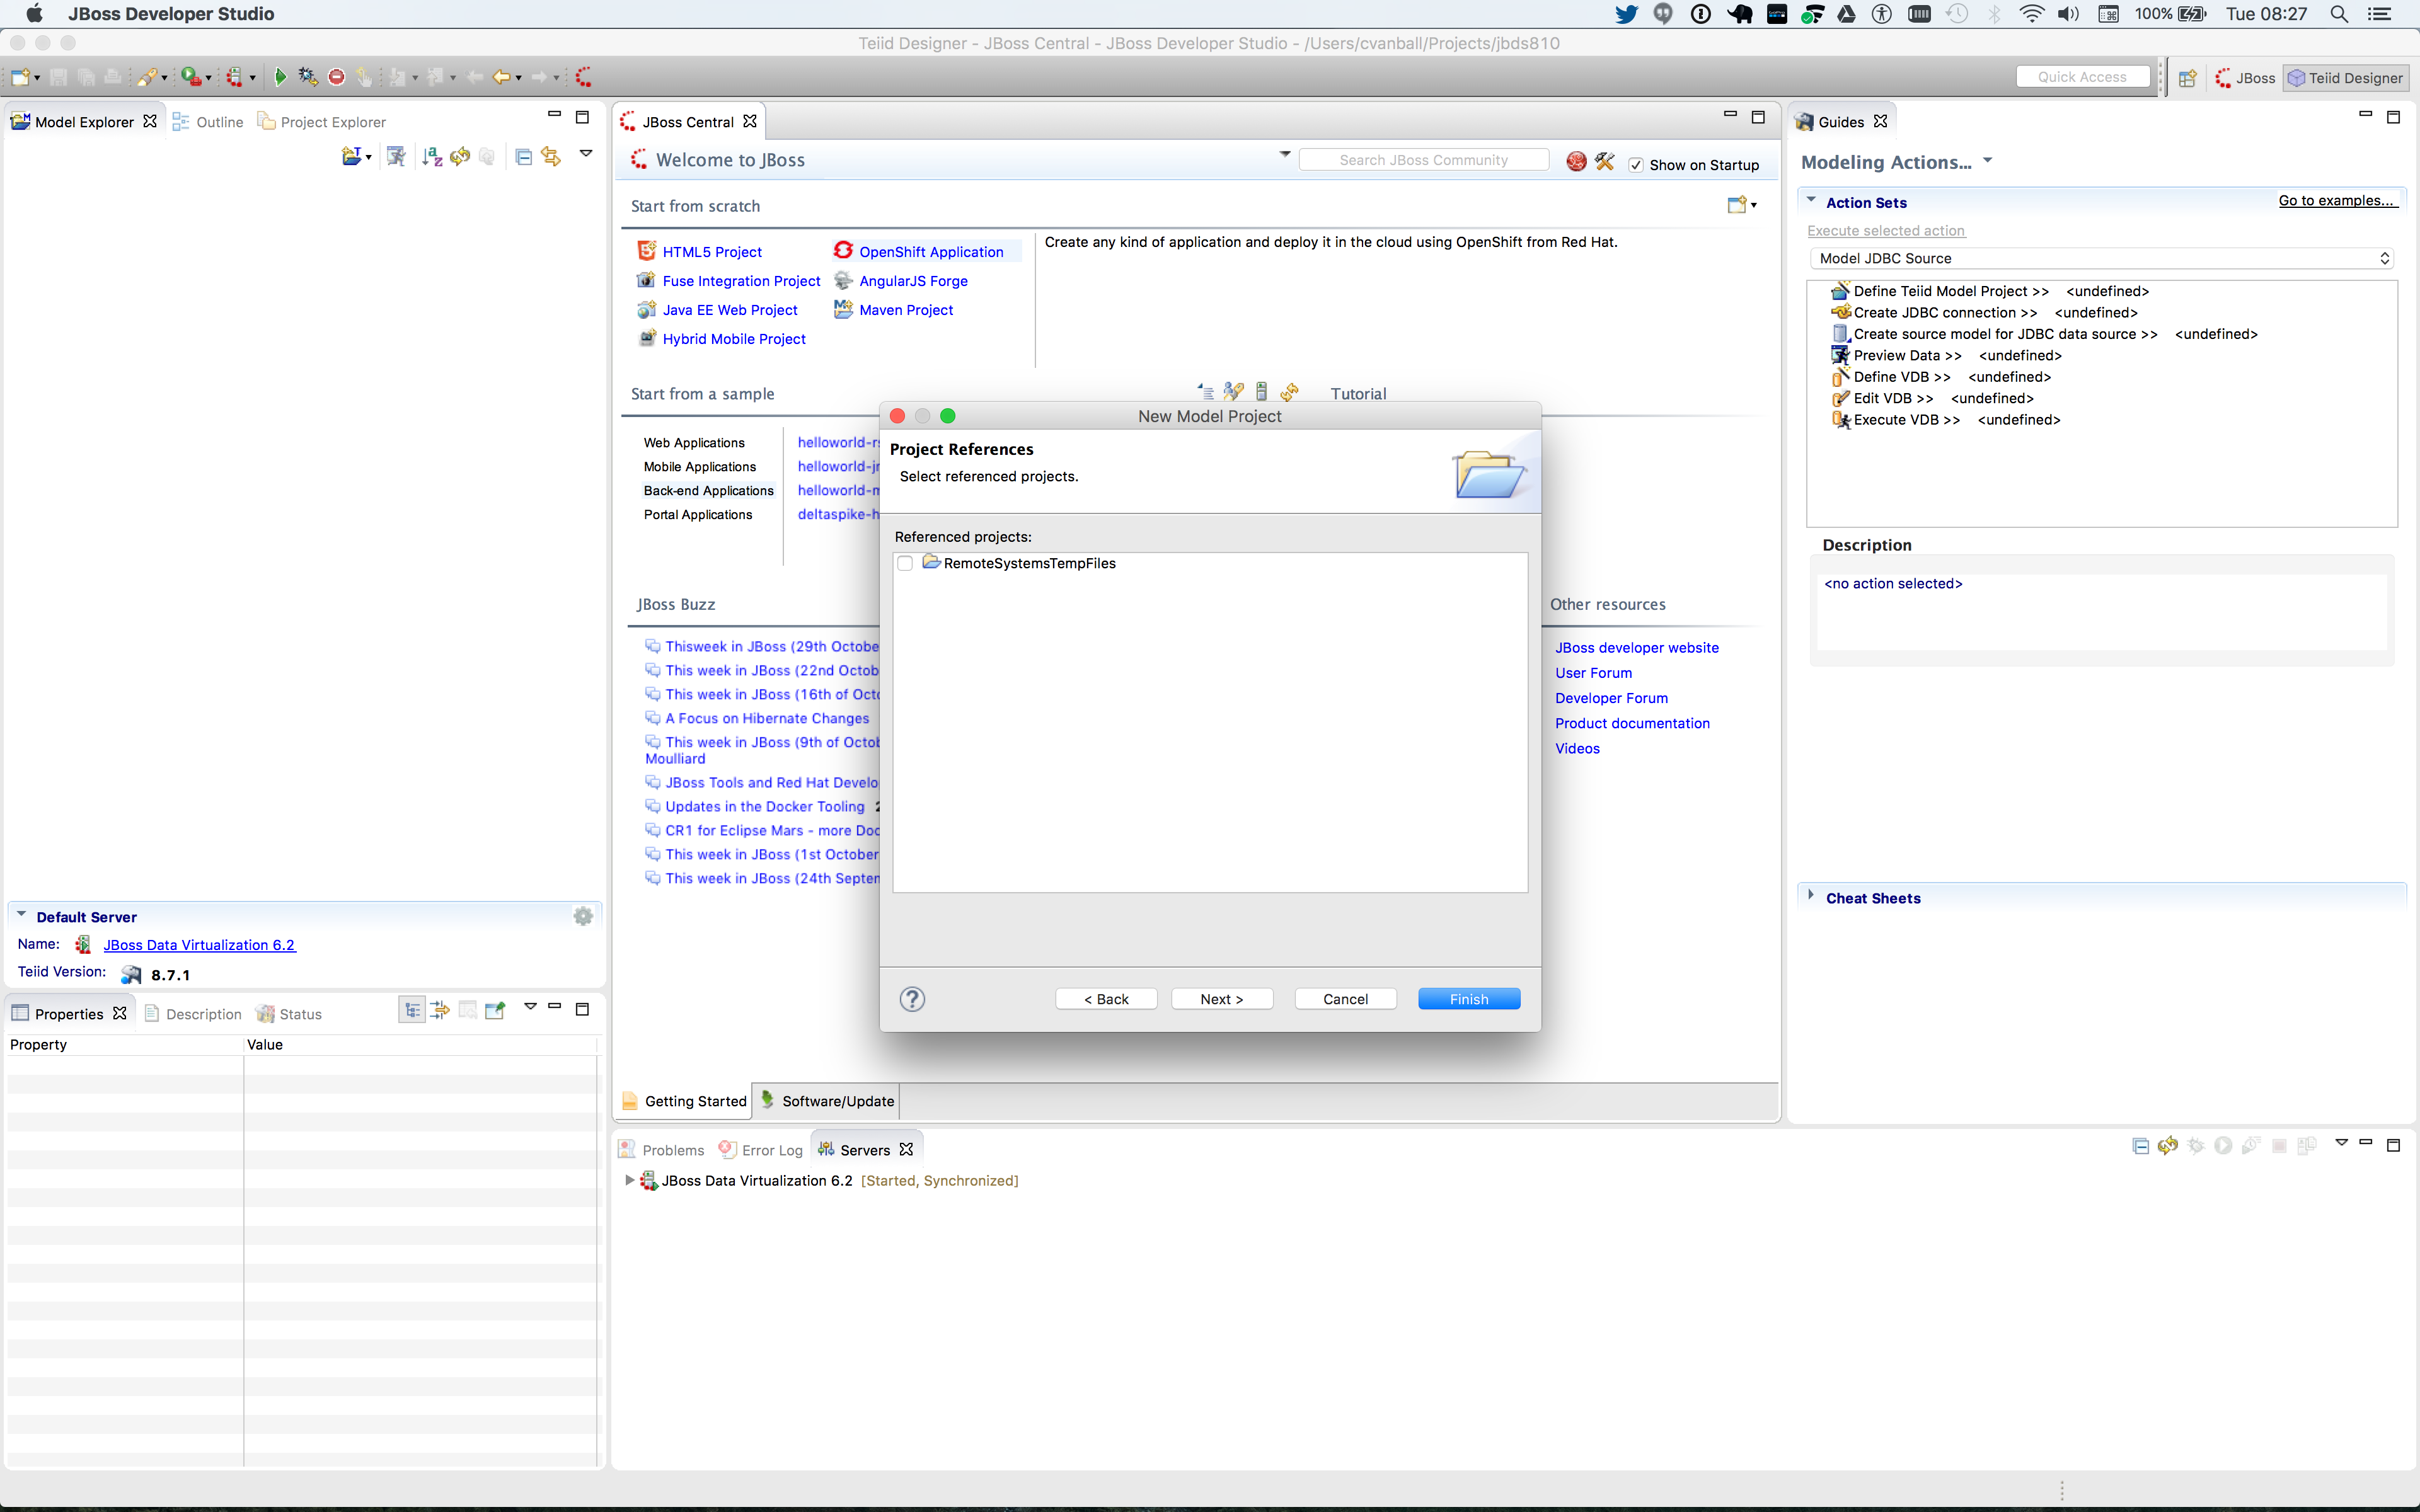 JBoss Developer Studio
100%
Tue 08:27
Teiid Designer - JBoss Central - JBoss Developer Studio - /Users/cvanball/Projects/jbds810
Quick Access
JBoss
Teiid Designer
Model Explorer
Outline
Project Explorer
Default Server
Name: JBoss Data Virtualization 6.2
Teiid Version: 8.7.1
Properties
Description
Status
Property Value
JBoss Central
Welcome to JBoss
Search JBoss Community
Show on Startup
Start from scratch
HTML5 Project
OpenShift Application
Fuse Integration Project
AngularJS Forge
Java EE Web Project
Maven Project
Hybrid Mobile Project
Create any kind of application and deploy it in the cloud using OpenShift from Red Hat.
Start from a sample
Tutorial
Web Applications
Mobile Applications
Back-end Applications
Portal Applications
helloworld-r
helloworld-
helloworld-
deltaspike-h
JBoss Buzz
Thisweek in JBoss (29th Octobe
This week in JBoss (22nd Octob
This week in JBoss (16th of Octo
A Focus on Hibernate Changes
This week in JBoss (9th of Octob
Moulliard
JBoss Tools and Red Hat Develo
Updates in the Docker Tooling
CR1 for Eclipse Mars - more Doc
This week in JBoss (1st October
This week in JBoss (24th Septem
Other resources
JBoss developer website
User Forum
Developer Forum
Product documentation
Videos
Getting Started
Software/Update
New Model Project
Project References
Select referenced projects.
Referenced projects:
RemoteSystemsTempFiles
?
< Back
Next >
Cancel
Finish
Guides
Modeling Actions...
Action Sets
Go to examples...
Execute selected action
Model JDBC Source
Define Teiid Model Project >> <undefined>
Create JDBC connection >> <undefined>
Create source model for JDBC data source >> <undefined>
Preview Data >> <undefined>
Define VDB >> <undefined>
Edit VDB >> <undefined>
Execute VDB >> <undefined>
Description
<no action selected>
Cheat Sheets
Problems
Error Log
Servers
JBoss Data Virtualization 6.2 [Started, Synchronized]